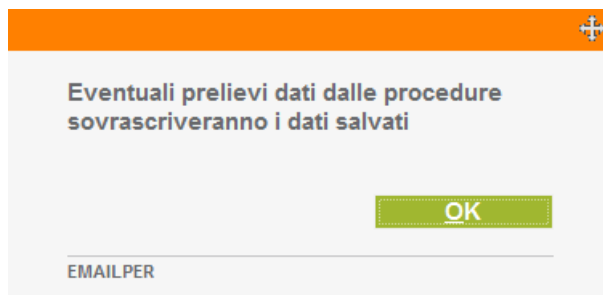 Eventuali prelievi dati dalle procedure
sovrascriveranno i dati salvati
OK
EMAILPER